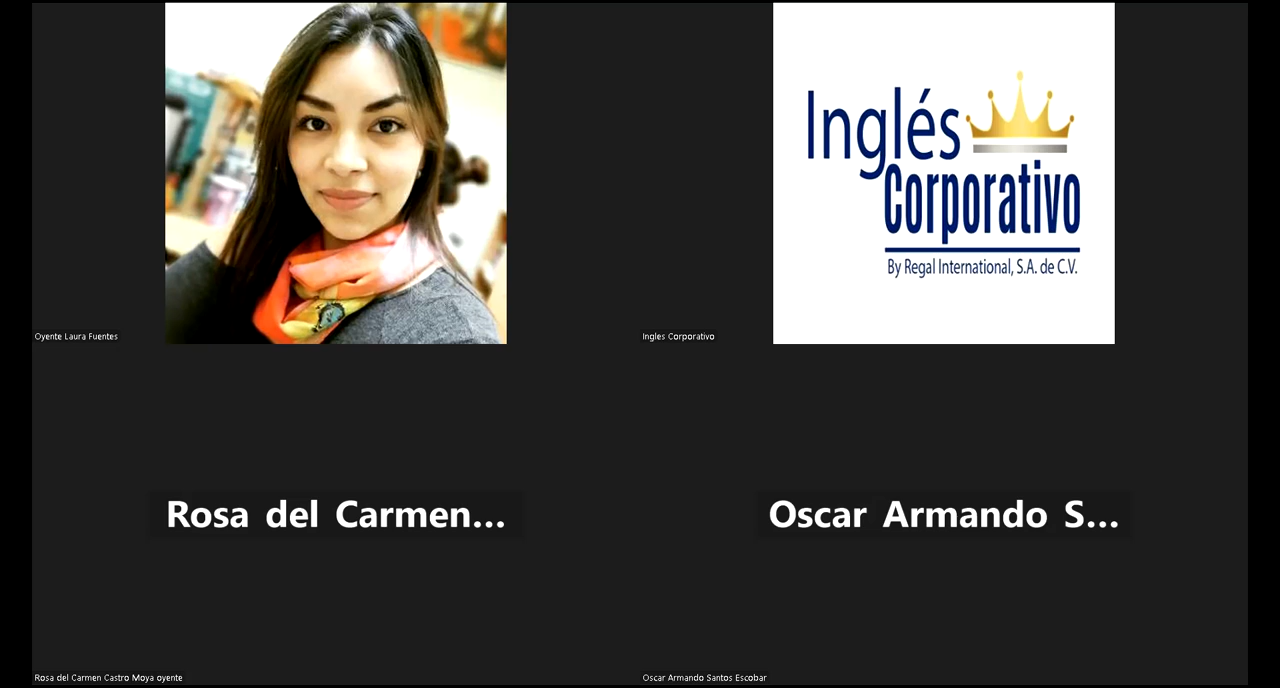 Inglés
Corporativo
By Regal International, S.A. de C.V.
Oyente Laura Fuentes
Ingles Corporativo
Rosa del Carmen...
Oscar Armando S...
Rosa del Carmen Castro Moya oyente
Oscar Armando Santos Escobar